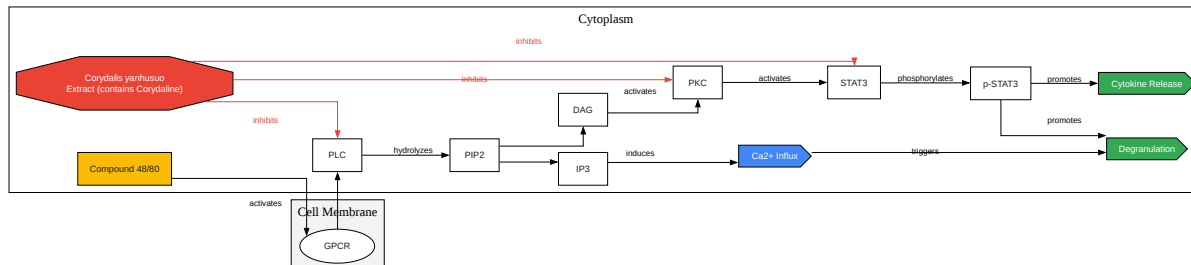 Cytoplasm
inhibits
Corydalis yanhusuo
Extract (contains Corydaline)
inhibits
PKC
activates
STAT3
phosphorylates
p-STAT3
promotes
Cytokine Release
activates
DAG
inhibits
promotes
PLC
hydrolyzes
PIP2
IP3
induces
Ca2+ Influx
triggers
Degranulation
Compound 48/80
activates
Cell Membrane
GPCR